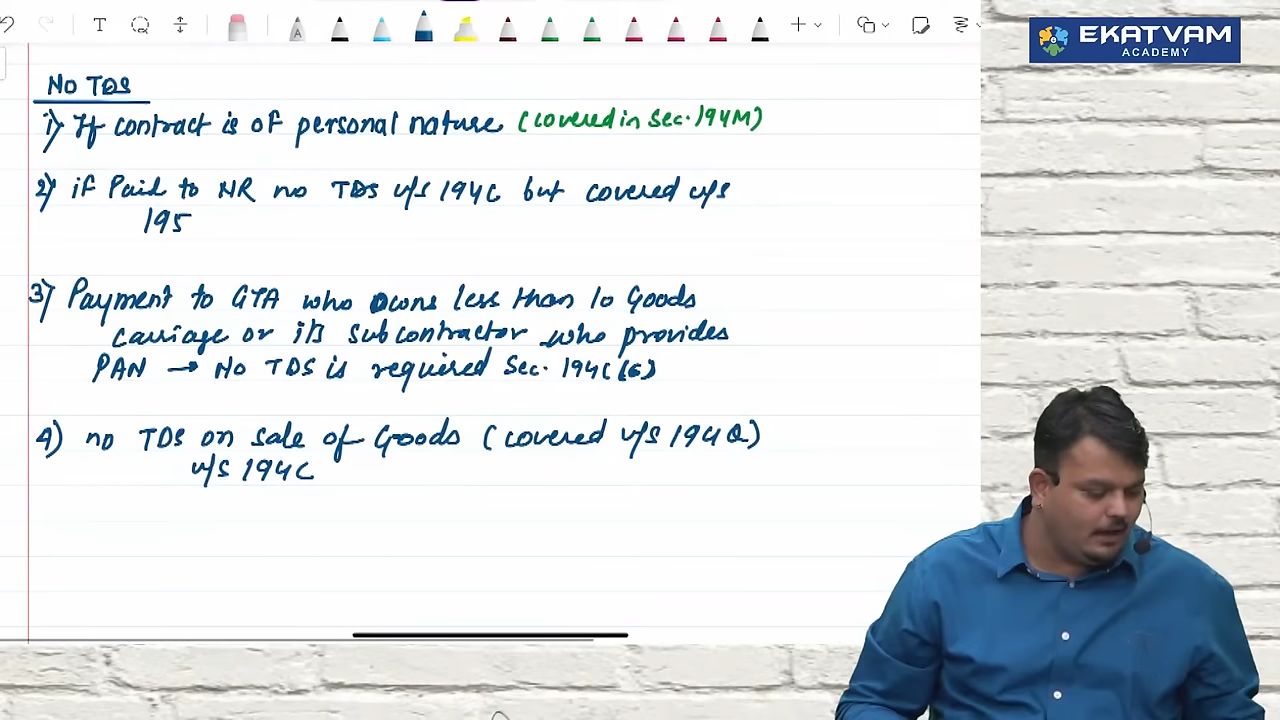 EKATVAM
ACADEMY
No TDS
1) If contract is of personal nature (covered in Sec. 194M)
2) if Paid to NR no TDS u/s 194C but covered u/s
195
3) Payment to GTA who owns less than 10 Goods
carriage or its subcontractor who provides
PAN → No TDS is required Sec. 194C(6)
4) no TDS on sale of Goods (covered u/s 194Q)
u/s 194C